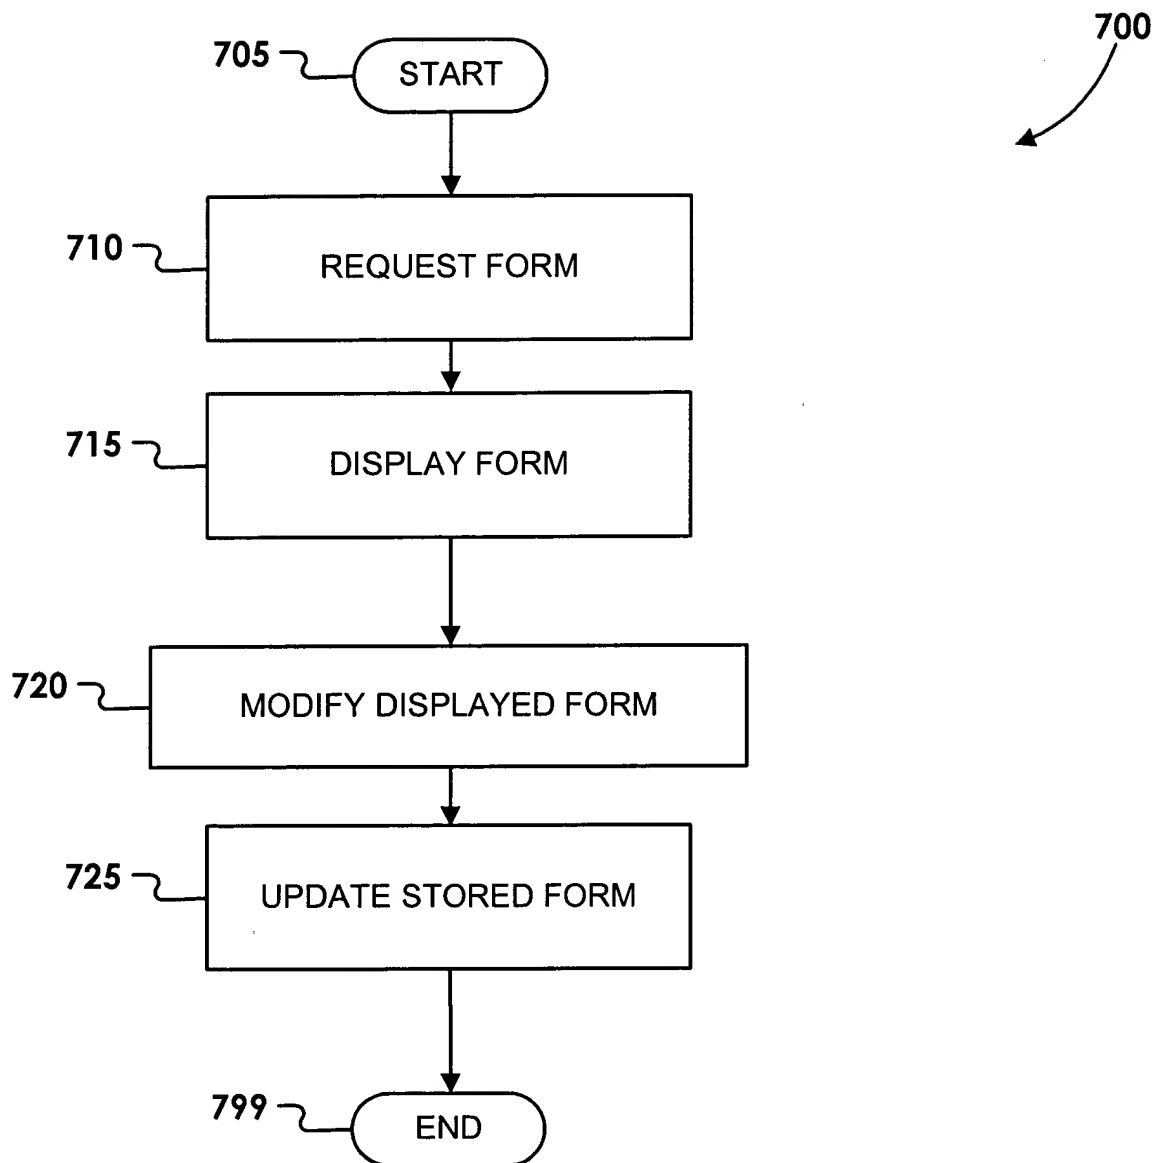 700
705 START
710 REQUEST FORM
715 DISPLAY FORM
720 MODIFY DISPLAYED FORM
725 UPDATE STORED FORM
799 END